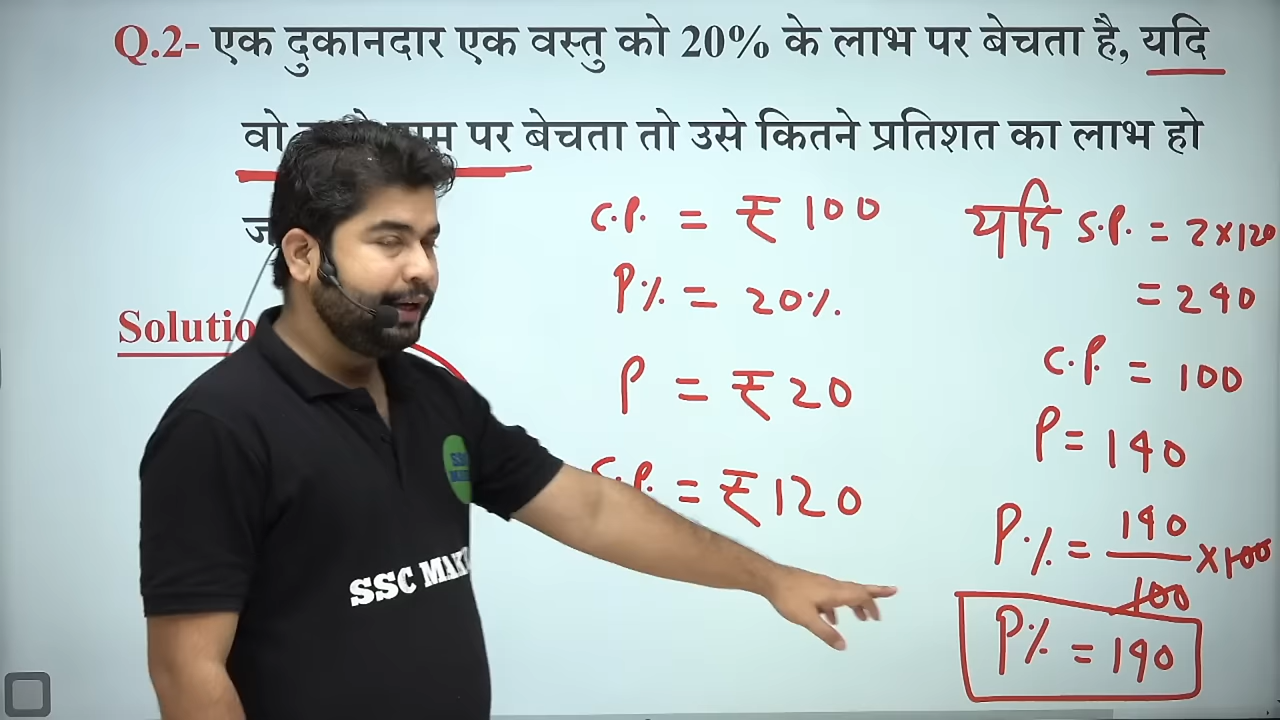 Q.2- एक दुकानदार एक वस्तु को 20% के लाभ पर बेचता है, यदि
वो पर बेचता तो उसे कितने प्रतिशत का लाभ हो
Solutio
C.P. = ₹ 100
P% = 20%.
P = ₹ 20
S.P. = ₹ 120
यदि S.P. = 2×120
= 240
C.P. = 100
P = 140
P.% = 140/100 ×100
P% = 140
SSC MAK